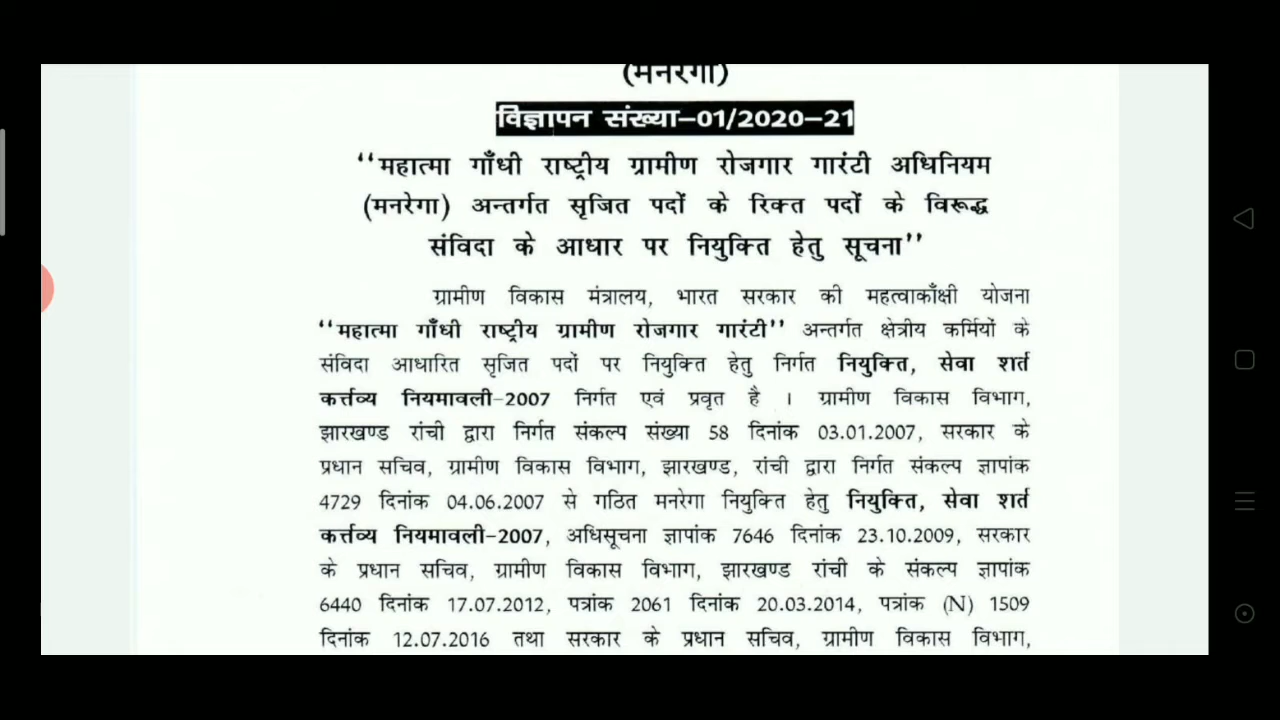 (मनरेगा)
विज्ञापन संख्या–01/2020–21
‘‘महात्मा गाँधी राष्ट्रीय ग्रामीण रोजगार गारंटी अधिनियम
(मनरेगा) अन्तर्गत सृजित पदों के रिक्त पदों के विरूद्ध
संविदा के आधार पर नियुक्ति हेतु सूचना’’
ग्रामीण विकास मंत्रालय, भारत सरकार की महत्वाकाँक्षी योजना
‘‘महात्मा गाँधी राष्ट्रीय ग्रामीण रोजगार गारंटी’’ अन्तर्गत क्षेत्रीय कर्मियों के
संविदा आधारित सृजित पदों पर नियुक्ति हेतु निर्गत नियुक्ति, सेवा शर्त
कर्त्तव्य नियमावली–2007 निर्गत एवं प्रवृत है । ग्रामीण विकास विभाग,
झारखण्ड रांची द्वारा निर्गत संकल्प संख्या 58 दिनांक 03.01.2007, सरकार के
प्रधान सचिव, ग्रामीण विकास विभाग, झारखण्ड, रांची द्वारा निर्गत संकल्प ज्ञापांक
4729 दिनांक 04.06.2007 से गठित मनरेगा नियुक्ति हेतु नियुक्ति, सेवा शर्त
कर्त्तव्य नियमावली–2007, अधिसूचना ज्ञापांक 7646 दिनांक 23.10.2009, सरकार
के प्रधान सचिव, ग्रामीण विकास विभाग, झारखण्ड रांची के संकल्प ज्ञापांक
6440 दिनांक 17.07.2012, पत्रांक 2061 दिनांक 20.03.2014, पत्रांक (N) 1509
दिनांक 12.07.2016 तथा सरकार के प्रधान सचिव, ग्रामीण विकास विभाग,